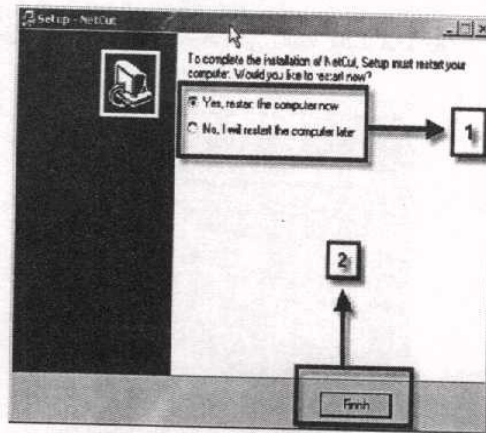 Setup - NetCut
To complete the installation of NetCut, Setup must restart your
computer. Would you like to restart now?
Yes, restart the computer now
No, I will restart the computer later
1
2
Finish